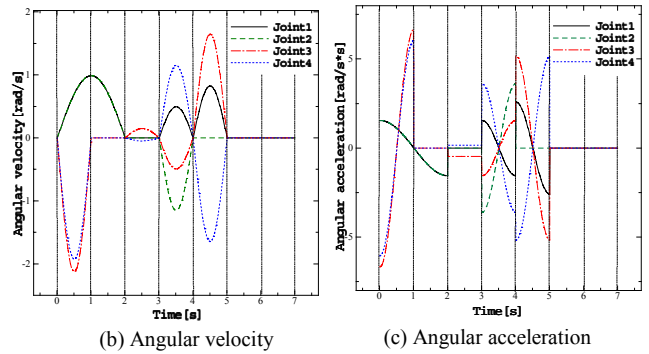 Angular velocity[rad/s]
2
1
0
-1
-2
Joint1
Joint2
Joint3
Joint4
0 1 2 3 4 5 6 7
Time[s]
(b) Angular velocity
Angular acceleration[rad/s*s]
5
0
-5
Joint1
Joint2
Joint3
Joint4
0 1 2 3 4 5 6 7
Time[s]
(c) Angular acceleration